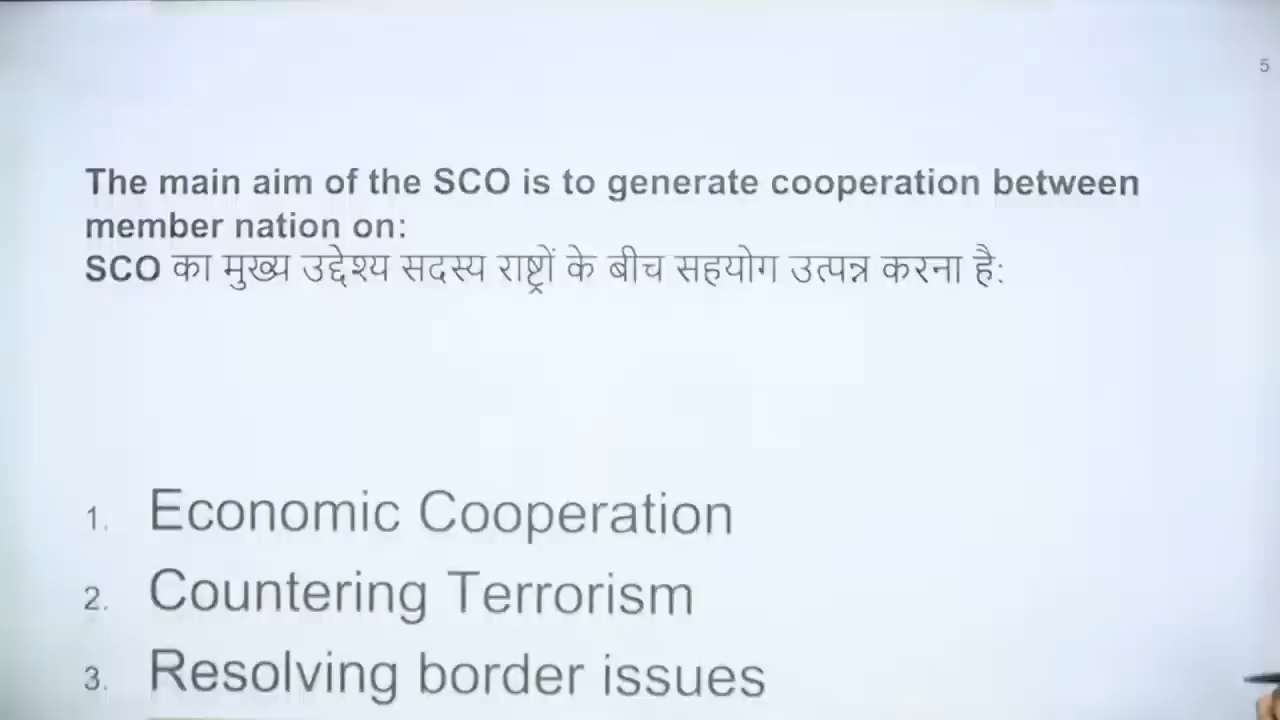 5
The main aim of the SCO is to generate cooperation between
member nation on:
SCO का मुख्य उद्देश्य सदस्य राष्ट्रों के बीच सहयोग उत्पन्न करना है:
1. Economic Cooperation
2. Countering Terrorism
3. Resolving border issues